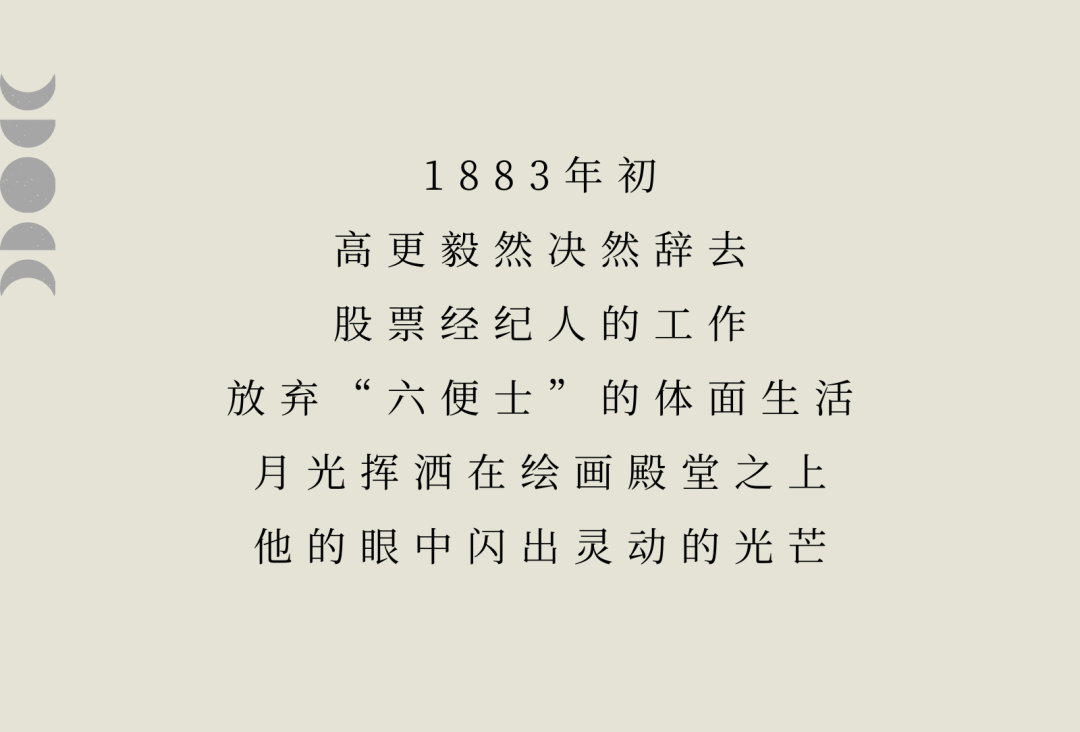 1883年初
高更毅然决然辞去
股票经纪人的工作
放弃“六便士”的体面生活
月光挥洒在绘画殿堂之上
他的眼中闪出灵动的光芒